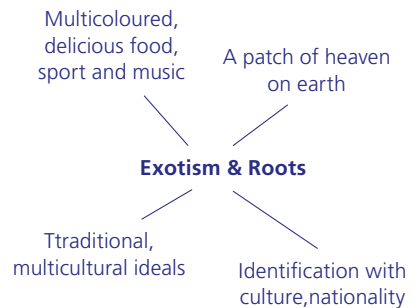 Multicoloured,
delicious food,
sport and music
A patch of heaven
on earth
Exotism & Roots
Ttraditional,
multicultural ideals
Identification with
culture,nationality